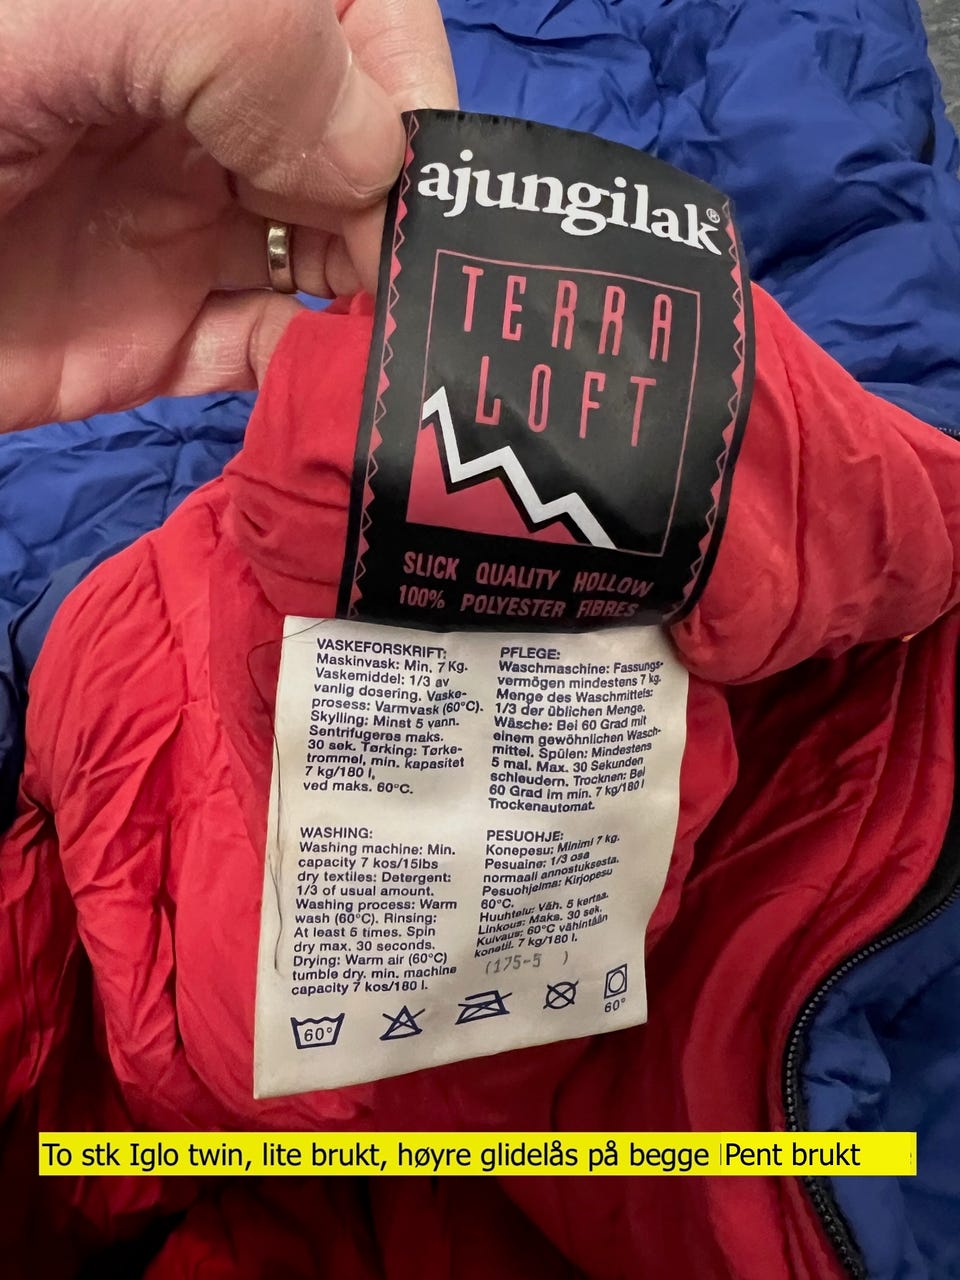 ajungilak®
TERRA
LOFT
SLICK QUALITY HOLLOW
100% POLYESTER FIBRES
VASKEFORSKRIFT:
Maskinvask: Min. 7 Kg.
Vaskemiddel: 1/3 av
vanlig dosering. Vaske-
prosess: Varmvask (60°C).
Skylling: Minst 5 vann.
Sentrifugeres maks.
30 sek. Tørking: Tørke-
trommel, min. kapasitet
7 kg/180 l,
ved maks. 60°C.
PFLEGE:
Waschmaschine: Fassungs-
vermögen mindestens 7 kg.
Menge des Waschmittels:
1/3 der üblichen Menge.
Wäsche: Bei 60 Grad mit
einem gewöhnlichen Wasch-
mittel. Spülen: Mindestens
5 mal. Max. 30 Sekunden
schleudern. Trocknen: Bei
60 Grad im min. 7 kg/180 l
Trockenautomat.
WASHING:
Washing machine: Min.
capacity 7 kos/15lbs
dry textiles: Detergent:
1/3 of usual amount.
Washing process: Warm
wash (60°C). Rinsing:
At least 5 times. Spin
dry max. 30 seconds.
Drying: Warm air (60°C)
tumble dry. min. machine
capacity 7 kos/180 l.
PESUOHJE:
Konepesu: Minimi 7 kg.
Pesuaine: 1/3 osa
normaali annostuksesta.
Pesuohjelma: Kirjopesu
60°C.
Huuhtelu: Väh. 5 kertaa.
Linkous: Maks. 30 sek.
Kuivaus: 60°C vähintään
konetil. 7 kg/180 l.
(175-5 )
60°
60°
To stk Iglo twin, lite brukt, høyre glidelås på begge Pent brukt